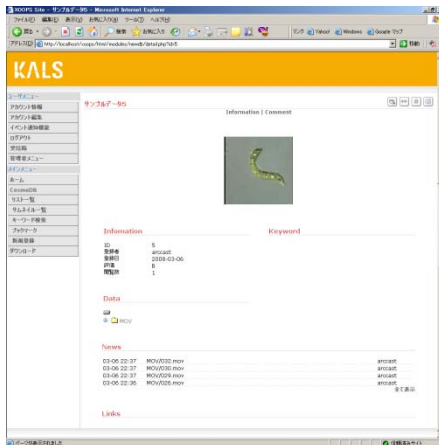 XOOPS Site - サンプルデータ5 - Microsoft Internet Explorer
ファイル(F) 編集(E) 表示(V) お気に入り(A) ツール(T) ヘルプ(H)
戻る 検索 お気に入り リンク Yahoo! Windows Google マップ
アドレス(D) http://localhost/xoops/html/modules/newdb/detail.php?id=5 移動
KALS
ユーザメニュー
アカウント情報
アカウント編集
イベント通知機能
ログアウト
受信箱
管理者メニュー
メインメニュー
ホーム
CosmoDB
リスト一覧
サムネイル一覧
キーワード検索
ブックマーク
新規登録
ダウンロード
サンプルデータ5
Information | Comment
Infomation
Keyword
ID 5
登録者 arccast
登録日 2009-03-06
評価 0
閲覧数 1
Data
MOV
News
03-06 22:37 MOV/032.mov arccast
03-06 22:37 MOV/030.mov arccast
03-06 22:37 MOV/029.mov arccast
03-06 22:36 MOV/026.mov arccast
全て表示
Links
ページが表示されました
信頼済みサイト